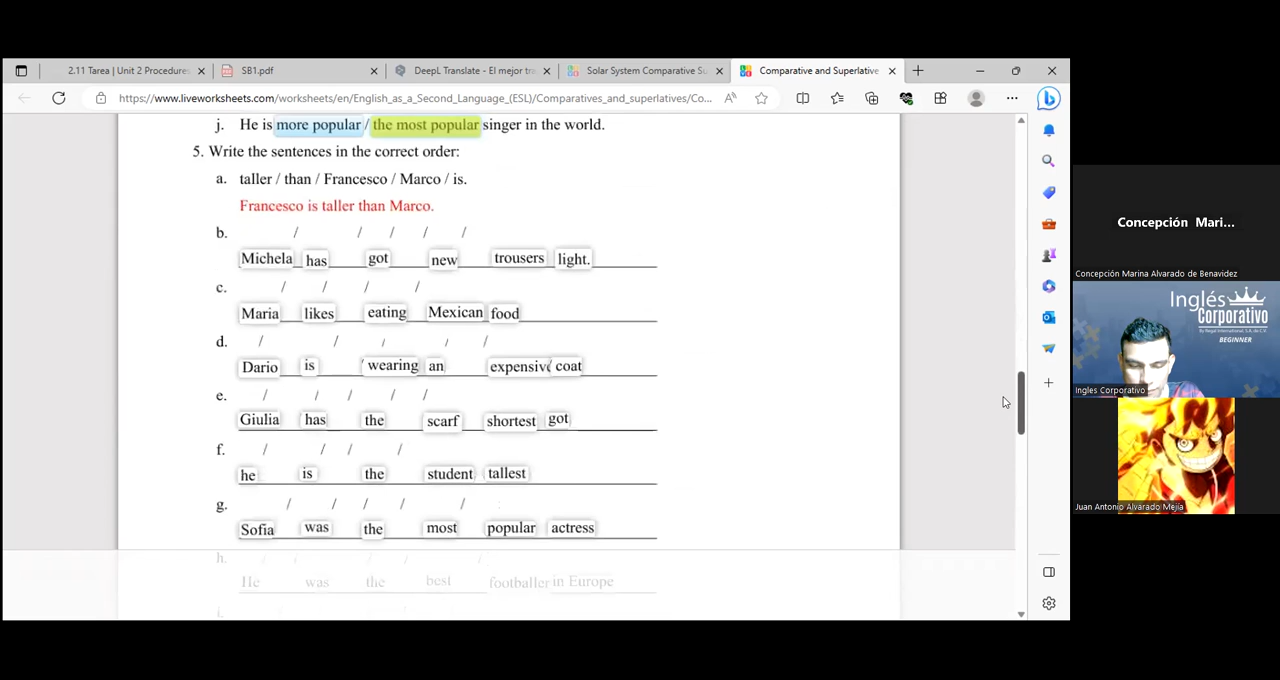 2.11 Tarea | Unit 2 Procedures
SB1.pdf
DeepL Translate - El mejor tr
Solar System Comparative Su
Comparative and Superlative
https://www.liveworksheets.com/worksheets/en/English_as_a_Second_Language_(ESL)/Comparatives_and_superlatives/Co...
j. He is more popular / the most popular singer in the world.
5. Write the sentences in the correct order:
a. taller / than / Francesco / Marco / is.
Francesco is taller than Marco.
b. / / / / /
Michela has got new trousers light.
c. / / / /
Maria likes eating Mexican food
d. / / / / /
Dario is wearing an expensive coat
e. / / / / /
Giulia has the scarf shortest got
f. / / / /
he is the student tallest
g. / / / / /
Sofia was the most popular actress
h. / / / / /
He was the best footballer in Europe
i.
Concepción Mari...
Concepción Marina Alvarado de Benavidez
Inglés
Corporativo
By Regal International, S.A. de C.V.
BEGINNER
Ingles Corporativo
Juan Antonio Alvarado Mejía